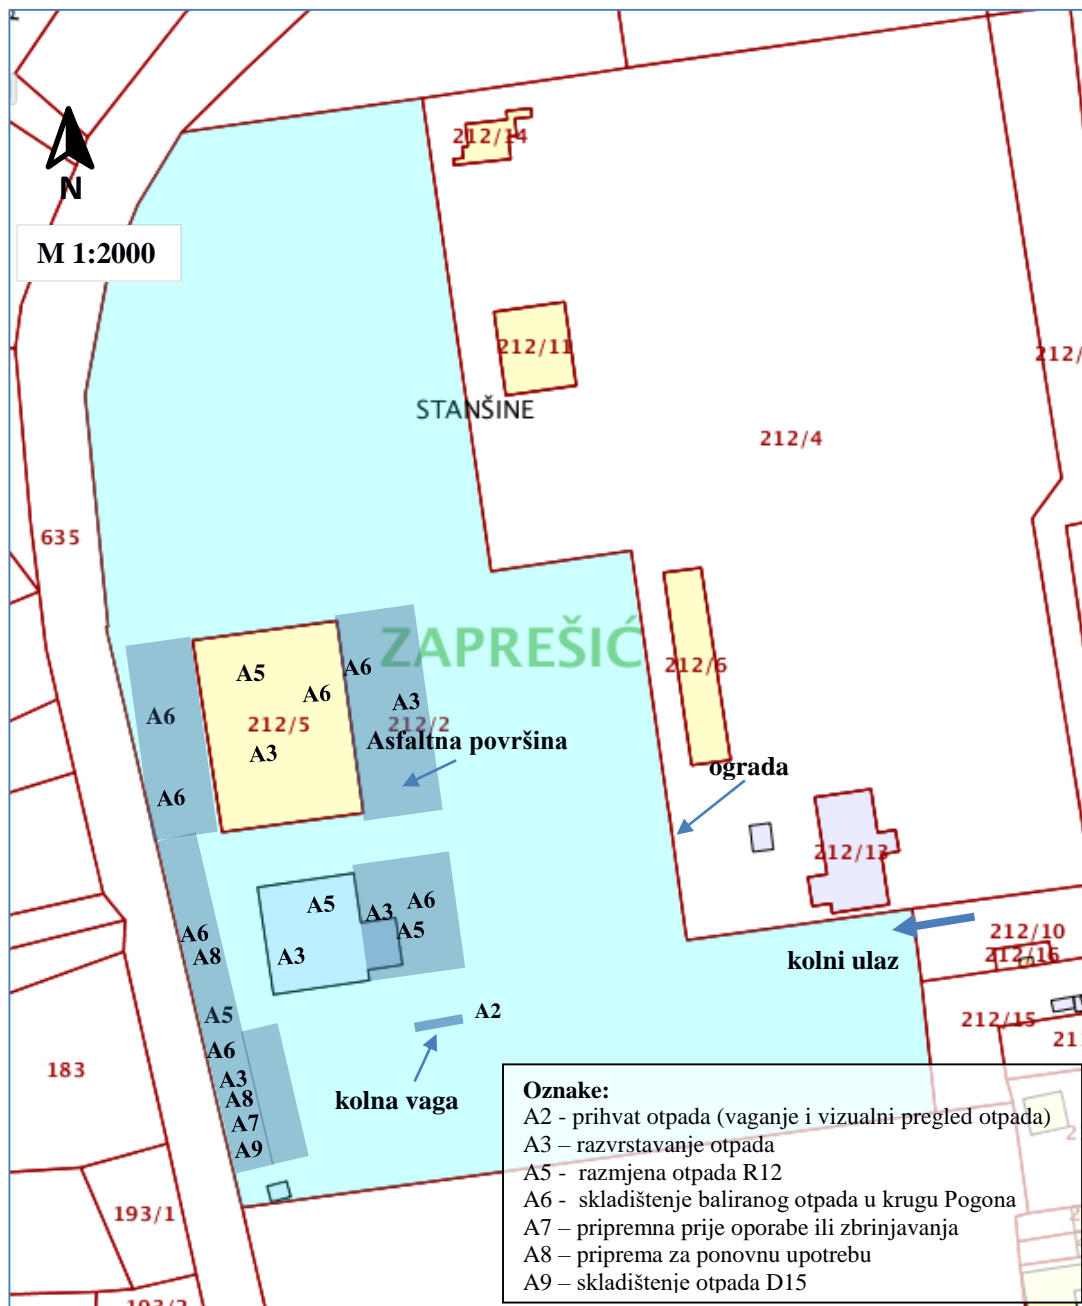 212/14
N
M 1:2000
212/11
212/
STANŠINE
212/4
635
ZAPREŠIĆ
A5
A6
A6
212/6
A3
A6
212/5
212/2
Asfaltna površina
A3
ograda
A6
212/13
A5
A3
A6
A6
A5
212/10
A8
A3
kolni ulaz
212/16
A5
A2
212/15
A6
211
183
A3
A8
kolna vaga
A7
A9
193/1
193/2
Oznake:
A2 - prihvat otpada (vaganje i vizualni pregled otpada)
A3 – razvrstavanje otpada
A5 - razmjena otpada R12
A6 - skladištenje baliranog otpada u krugu Pogona
A7 – pripremna prije oporabe ili zbrinjavanja
A8 – priprema za ponovnu upotrebu
A9 – skladištenje otpada D15